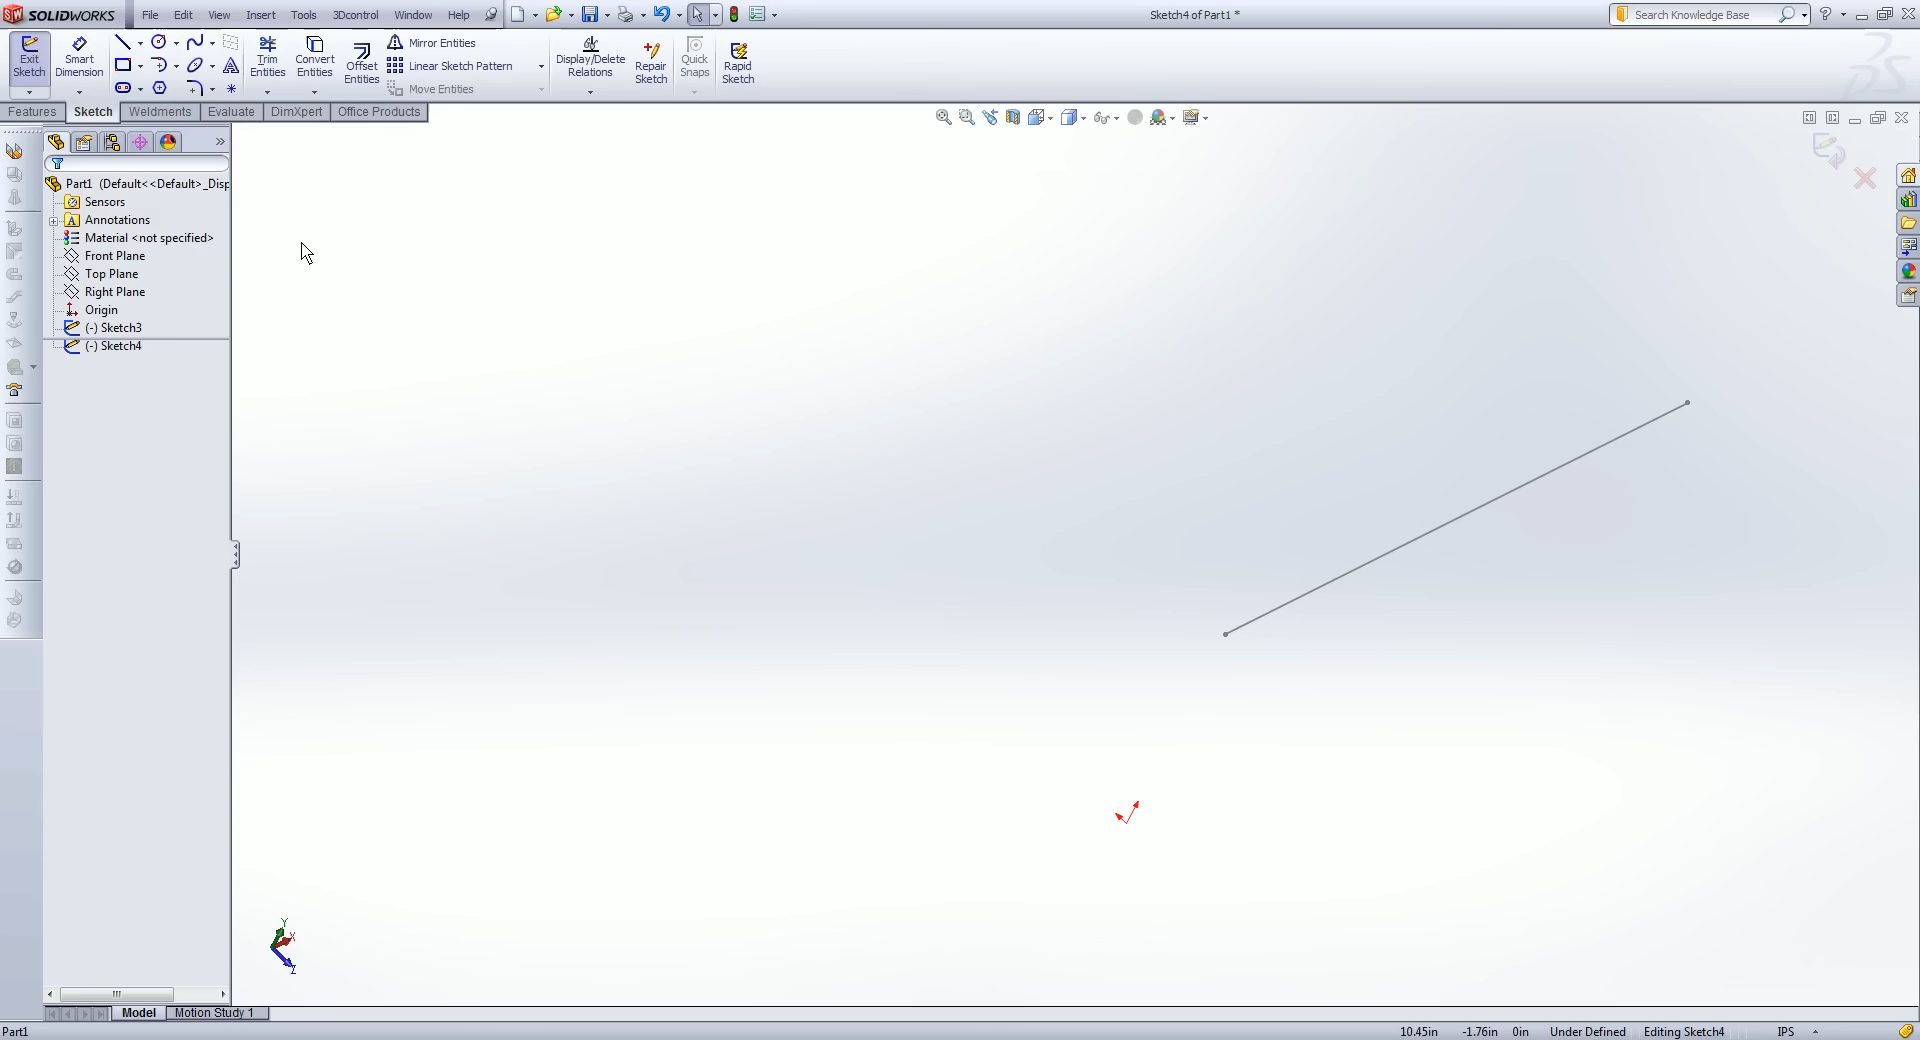 SOLIDWORKS File Edit View Insert Tools 3Dcontrol Window Help Sketch4 of Part1 * Search Knowledge Base ?
Exit Sketch
Smart Dimension
Trim Entities
Convert Entities
Offset Entities
Mirror Entities
Linear Sketch Pattern
Move Entities
Display/Delete Relations
Repair Sketch
Quick Snaps
Rapid Sketch
Features Sketch Weldments Evaluate DimXpert Office Products
Part1 (Default<<Default>_Disp
Sensors
Annotations
Material <not specified>
Front Plane
Top Plane
Right Plane
Origin
(-) Sketch3
(-) Sketch4
Y
X
Z
Model Motion Study 1
Part1 10.45in -1.76in 0in Under Defined Editing Sketch4 IPS